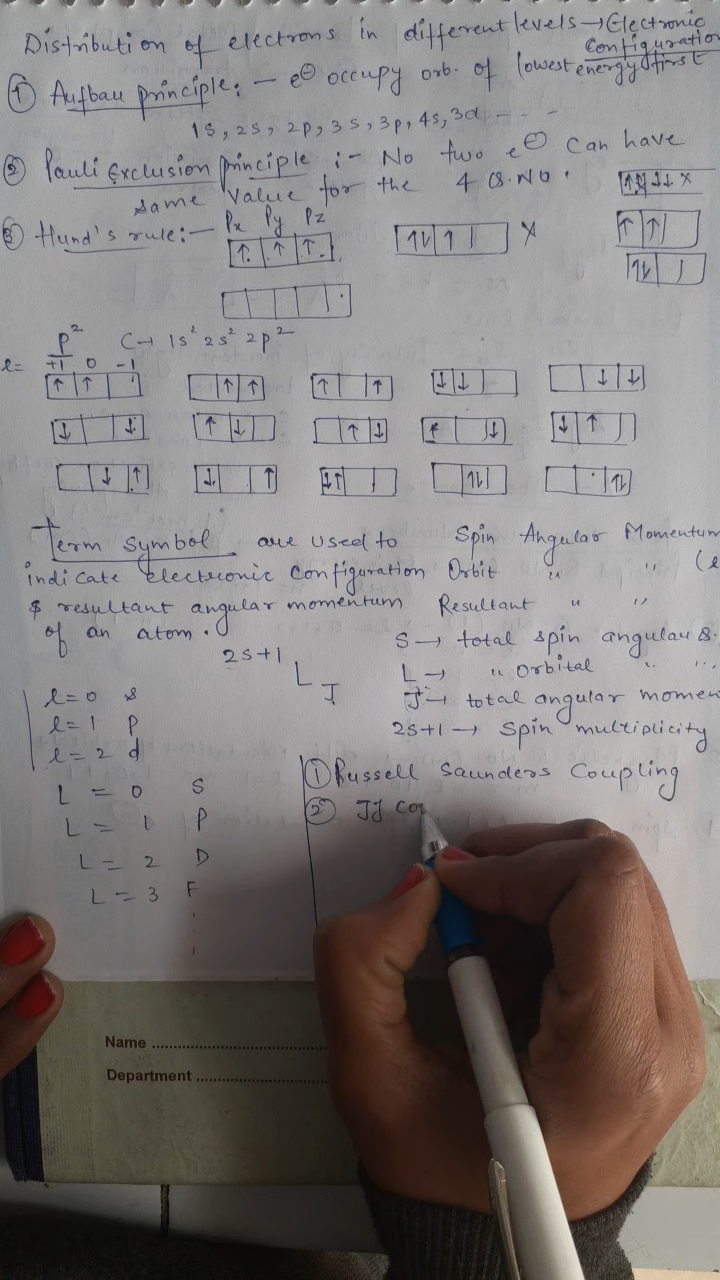 Distribution of electrons in different levels → Electronic Configuration
① Aufbau principle :- e⊖ occupy orb. of lowest energy first
1s, 2s, 2p, 3s, 3p, 4s, 3d - - - -
② Pauli Exclusion principle :- No two e⊖ can have
same value for the 4 Q.No. ↑↓ ↓↓ x
③ Hund's rule :- Px Py Pz
↑ ↑ ↑ ↑↓ ↑ x ↑ ↑
↑↓
p² C → 1s² 2s² 2p²
l = +1 0 -1
↑ ↑ ↑ ↑ ↑ ↑ ↓ ↓ ↓ ↓
↓ ↓ ↑ ↓ ↑ ↓ ↑ ↓ ↓ ↑
↓ ↑ ↓ ↑ ↓↑ ↑↓ ↑↓
Term Symbol are used to
indicate electronic configuration
& resultant angular momentum
of an atom.
Spin Angular Momentum
Orbit " " (l
Resultant " "
2S+1
L J
S → total spin angular
L → " Orbital " "
J → total angular momen
2S+1 → spin multiplicity
l = 0 s
l = 1 p
l = 2 d
L = 0 S
L = 1 P
L = 2 D
L = 3 F
① Russell Saunders Coupling
② JJ co
Name ........................
Department ........................